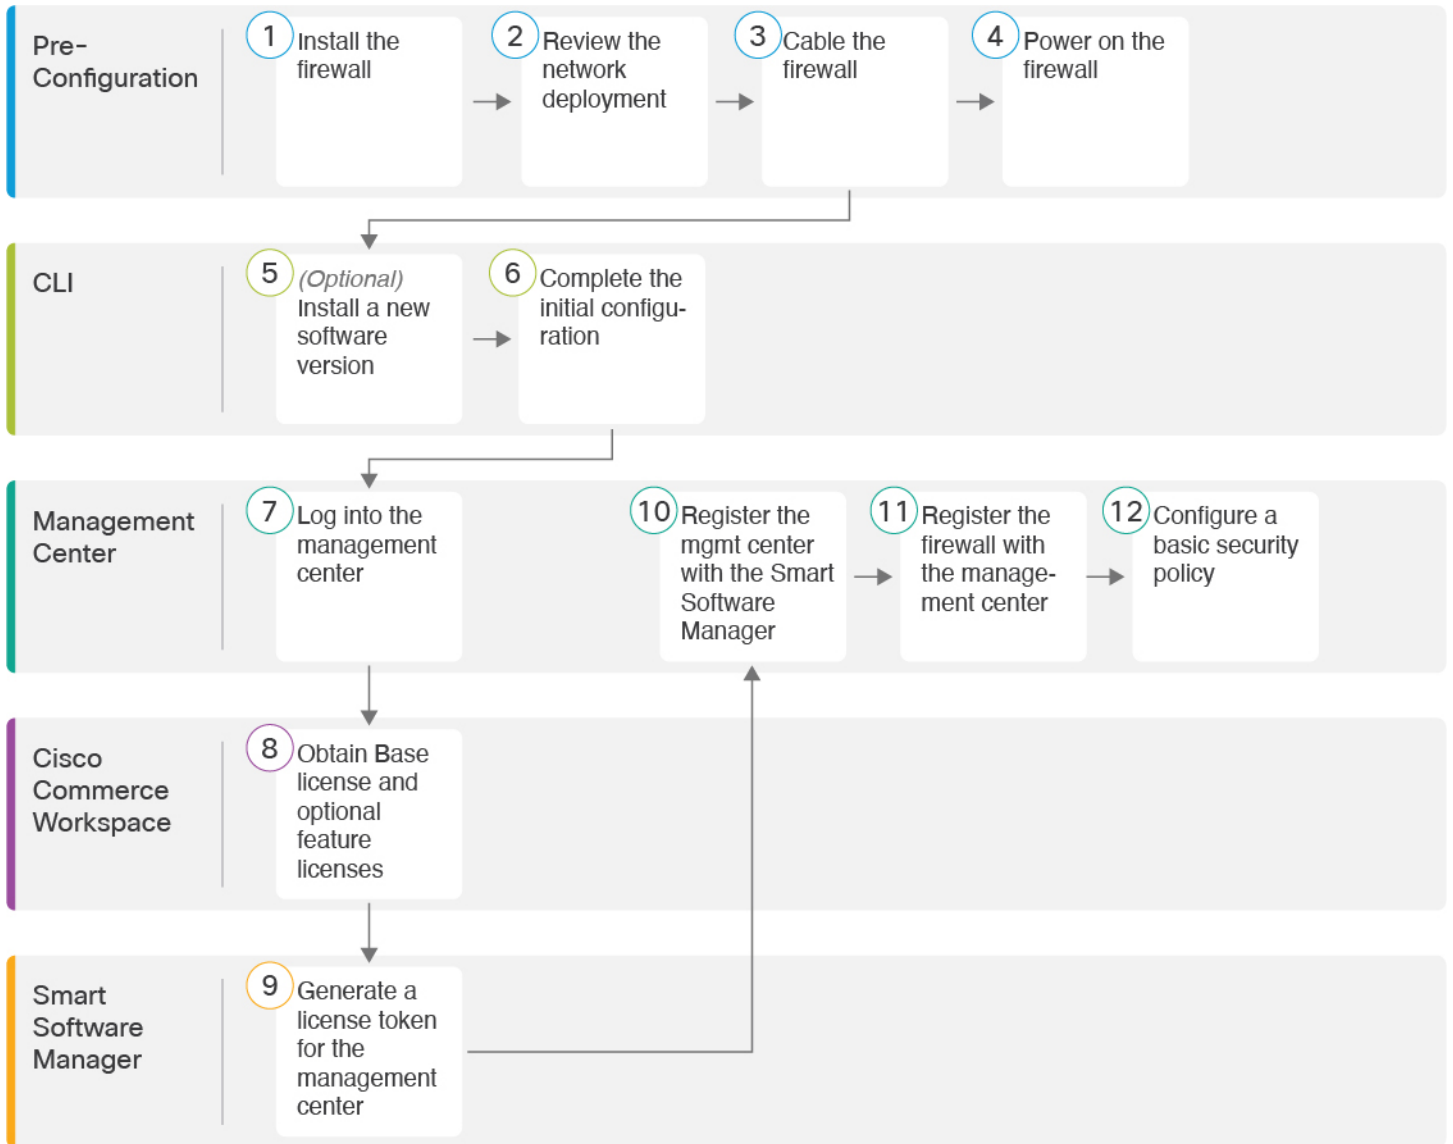 Pre-
Configuration
1
Install the
firewall
2
Review the
network
deployment
3
Cable the
firewall
4
Power on the
firewall
CLI
5
(Optional)
Install a new
software
version
6
Complete the
initial configu-
ration
Management
Center
7
Log into the
management
center
10
Register the
mgmt center
with the Smart
Software
Manager
11
Register the
firewall with
the manage-
ment center
12
Configure a
basic security
policy
Cisco
Commerce
Workspace
8
Obtain Base
license and
optional
feature
licenses
Smart
Software
Manager
9
Generate a
license token
for the
management
center